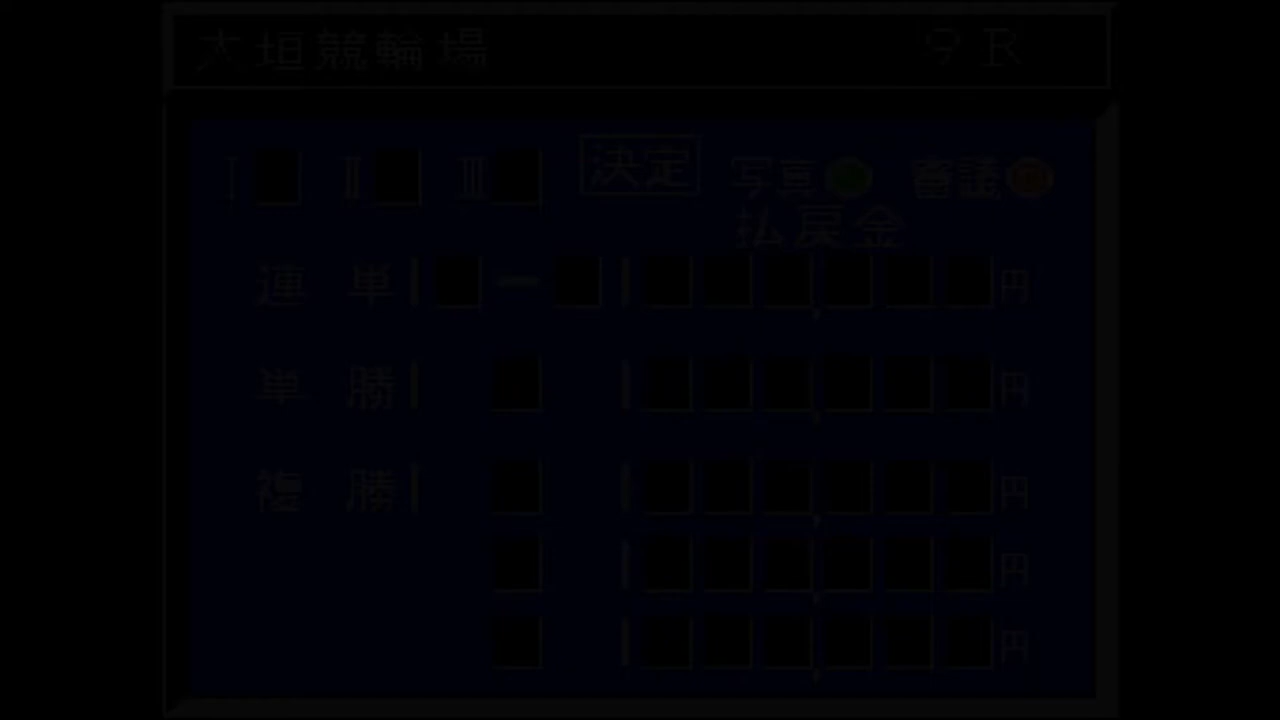 大垣競輪場 9R
Ⅰ Ⅱ Ⅲ 決定 写真 審議
払戻金
連単 ー 円
単勝 円
複勝 円
円
円